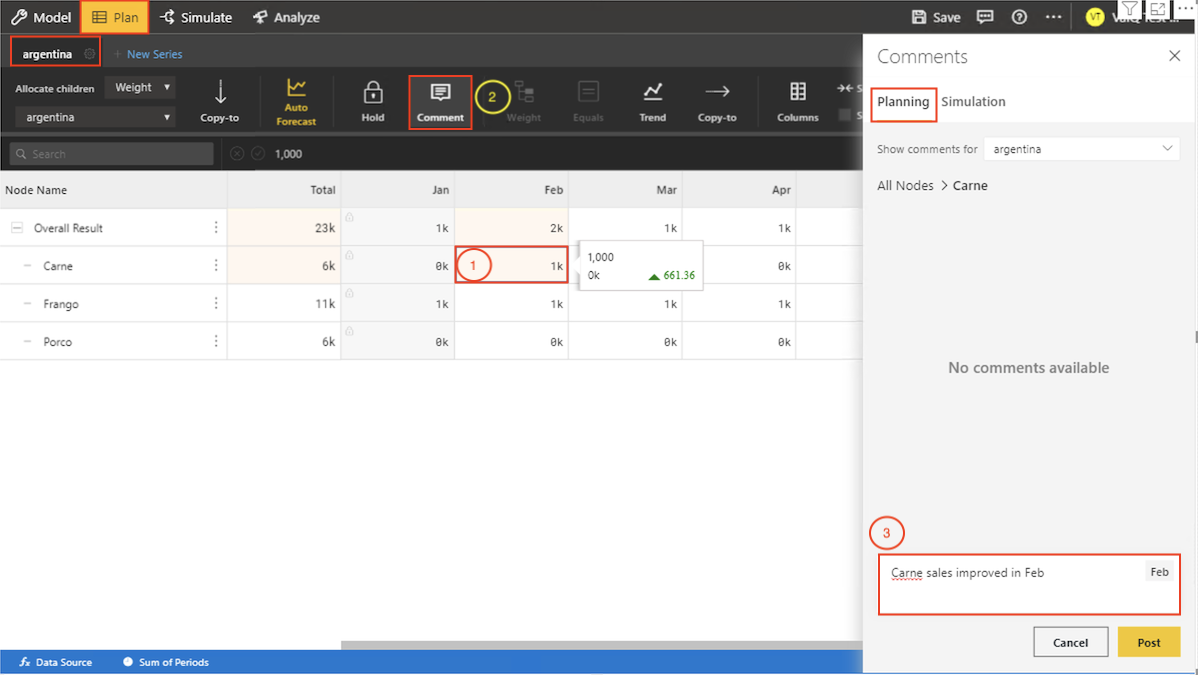 Model Plan Simulate Analyze Save VT
argentina + New Series
Allocate children Weight
argentina
Copy-to Auto Forecast Hold Comment 2 Weight Equals Trend Copy-to Columns
Search 1,000
Node Name Total Jan Feb Mar Apr
Overall Result 23k 1k 2k 1k 1k
Carne 6k 0k 1 1k 0k
1,000
0k 661.36
Frango 11k 1k 1k 1k 1k
Porco 6k 0k 0k 0k 0k
fx Data Source Sum of Periods
Comments
Planning Simulation
Show comments for argentina
All Nodes > Carne
No comments available
3
Carne sales improved in Feb Feb
Cancel Post